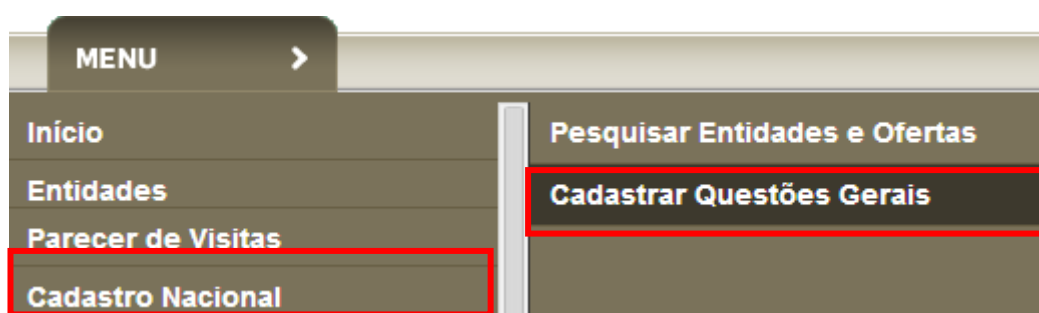 MENU
Início
Entidades
Parecer de Visitas
Cadastro Nacional
Pesquisar Entidades e Ofertas
Cadastrar Questões Gerais